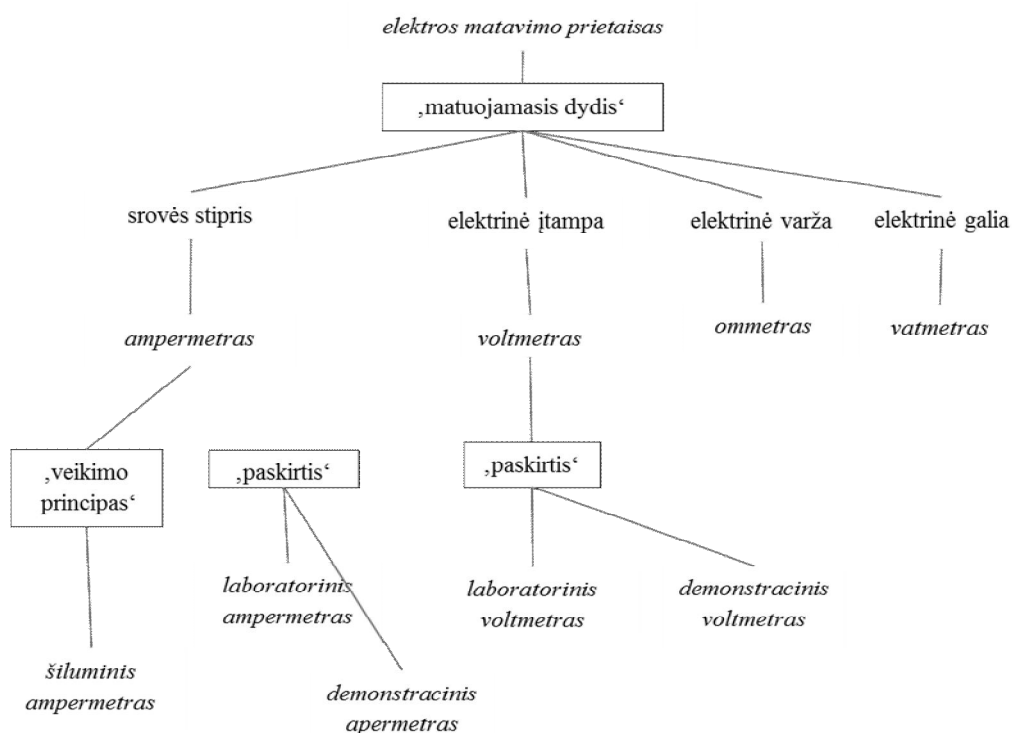 elektros matavimo prietaisas
‚matuojamasis dydis‘
srovės stipris
elektrinė įtampa
elektrinė varža
elektrinė galia
ampermetras
voltmetras
ommetras
vatmetras
‚veikimo
principas‘
‚paskirtis‘
‚paskirtis‘
laboratorinis
ampermetras
laboratorinis
voltmetras
demonstracinis
voltmetras
šiluminis
ampermetras
demonstracinis
apermetras